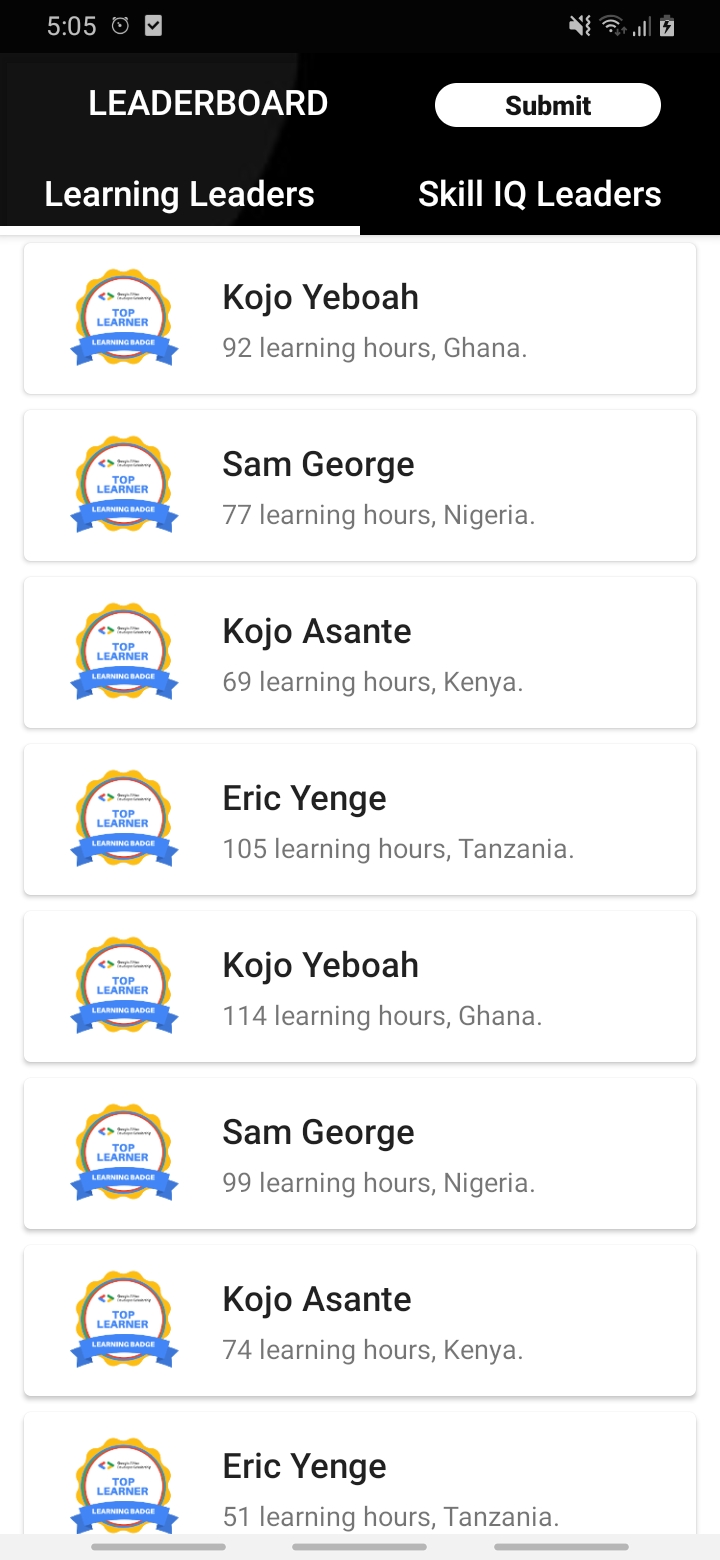 5:05
LEADERBOARD
Submit
Learning Leaders
Skill IQ Leaders
TOP
LEARNER
LEARNING BADGE
Kojo Yeboah
92 learning hours, Ghana.
TOP
LEARNER
LEARNING BADGE
Sam George
77 learning hours, Nigeria.
TOP
LEARNER
LEARNING BADGE
Kojo Asante
69 learning hours, Kenya.
TOP
LEARNER
LEARNING BADGE
Eric Yenge
105 learning hours, Tanzania.
TOP
LEARNER
LEARNING BADGE
Kojo Yeboah
114 learning hours, Ghana.
TOP
LEARNER
LEARNING BADGE
Sam George
99 learning hours, Nigeria.
TOP
LEARNER
LEARNING BADGE
Kojo Asante
74 learning hours, Kenya.
TOP
LEARNER
LEARNING BADGE
Eric Yenge
51 learning hours, Tanzania.